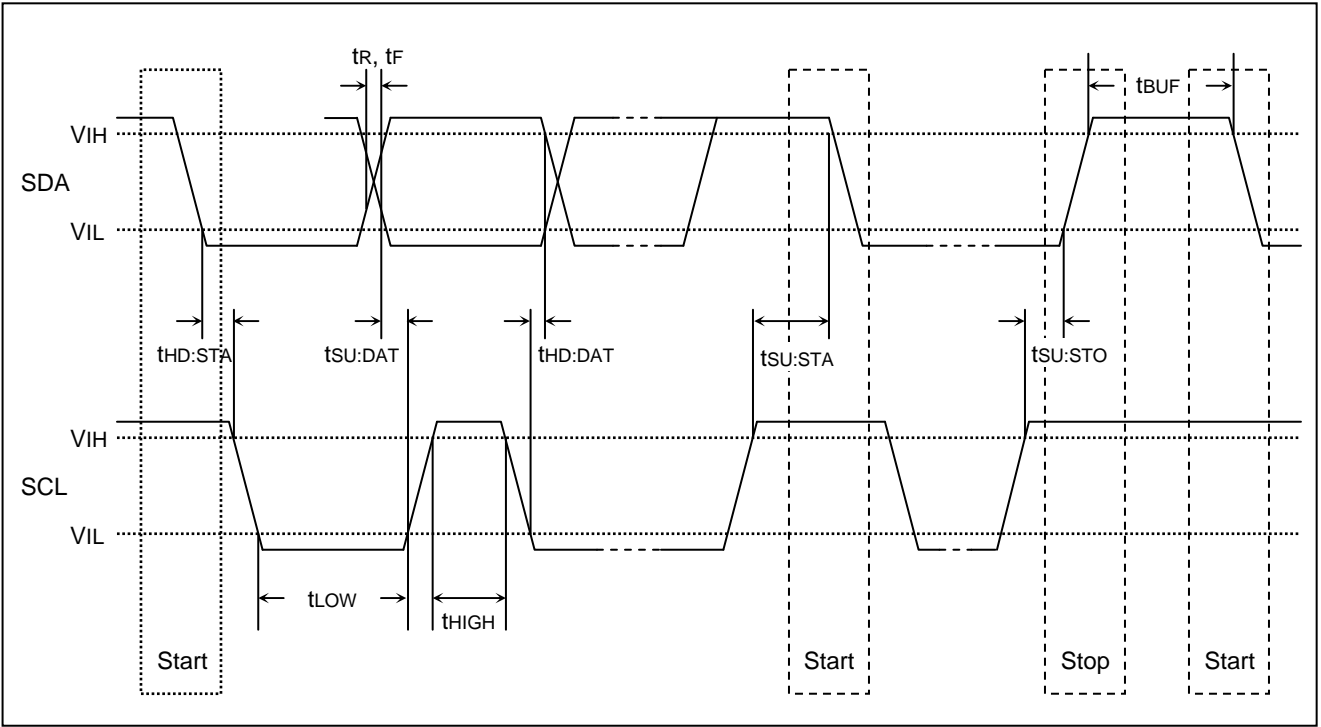 tR, tF
tBUF
VIH
SDA
VIL
tHD:STA
tSU:DAT
tHD:DAT
tSU:STA
tSU:STO
VIH
SCL
VIL
tLOW
tHIGH
Start
Start
Stop
Start